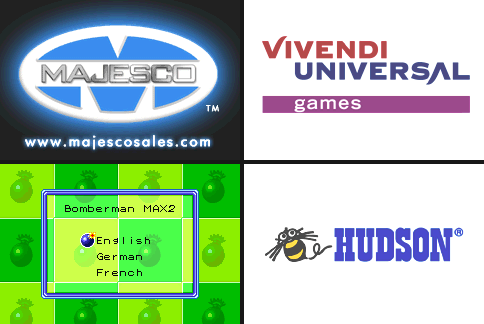 MAJESCO
TM
www.majescosales.com
VIVENDI
UNIVERSAL
games
Bomberman MAX2
English
German
French
HUDSON®